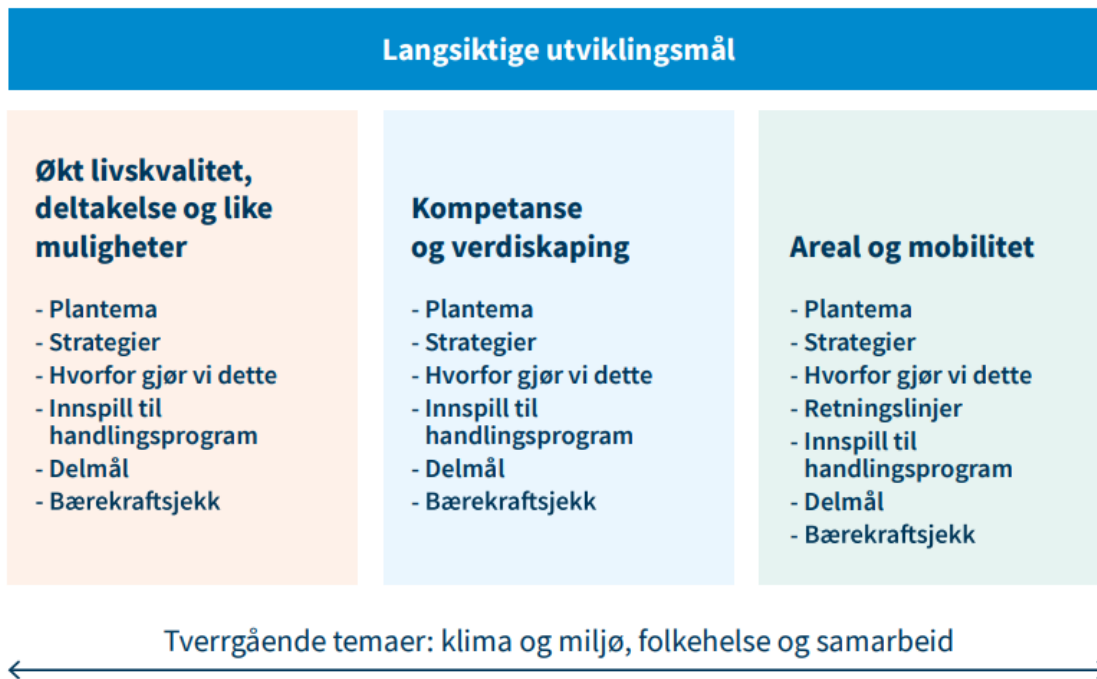 Langsiktige utviklingsmål
Økt livskvalitet,
deltakelse og like
muligheter
- Plantema
- Strategier
- Hvorfor gjør vi dette
- Innspill til
handlingsprogram
- Delmål
- Bærekraftsjekk
Kompetanse
og verdiskaping
- Plantema
- Strategier
- Hvorfor gjør vi dette
- Innspill til
handlingsprogram
- Delmål
- Bærekraftsjekk
Areal og mobilitet
- Plantema
- Strategier
- Hvorfor gjør vi dette
- Retningslinjer
- Innspill til
handlingsprogram
- Delmål
- Bærekraftsjekk
Tverrgående temaer: klima og miljø, folkehelse og samarbeid